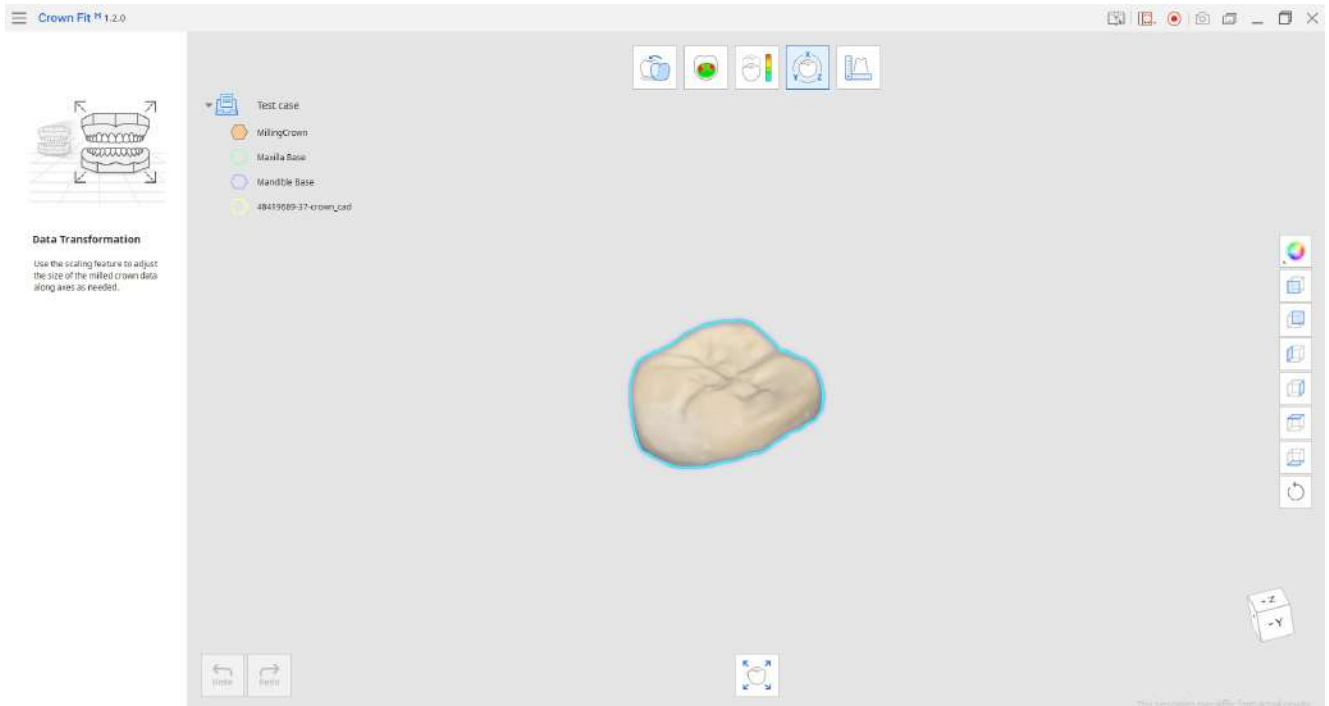 Crown Fit M 1.2.0
X
Y Z
Test case
MillingCrown
Maxilla Base
Mandible Base
48419689-37-crown_cad
Data Transformation
Use the scaling feature to adjust
the size of the milled crown data
along axes as needed.
+Z
-Y
Undo
Redo